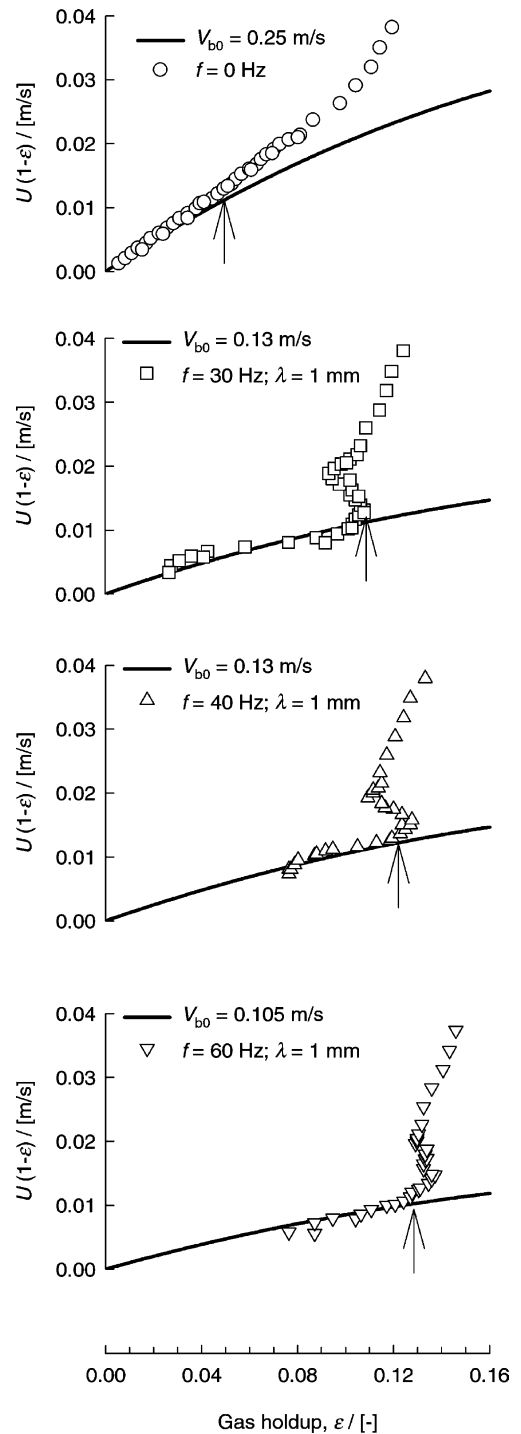 0.04
0.03
0.02
0.01
0.00
U (1-ε) / [m/s]
V_b0 = 0.25 m/s
f = 0 Hz
0.04
0.03
0.02
0.01
0.00
U (1-ε) / [m/s]
V_b0 = 0.13 m/s
f = 30 Hz; λ = 1 mm
0.04
0.03
0.02
0.01
0.00
U (1-ε) / [m/s]
V_b0 = 0.13 m/s
f = 40 Hz; λ = 1 mm
0.04
0.03
0.02
0.01
0.00
U (1-ε) / [m/s]
V_b0 = 0.105 m/s
f = 60 Hz; λ = 1 mm
0.00 0.04 0.08 0.12 0.16
Gas holdup, ε / [-]